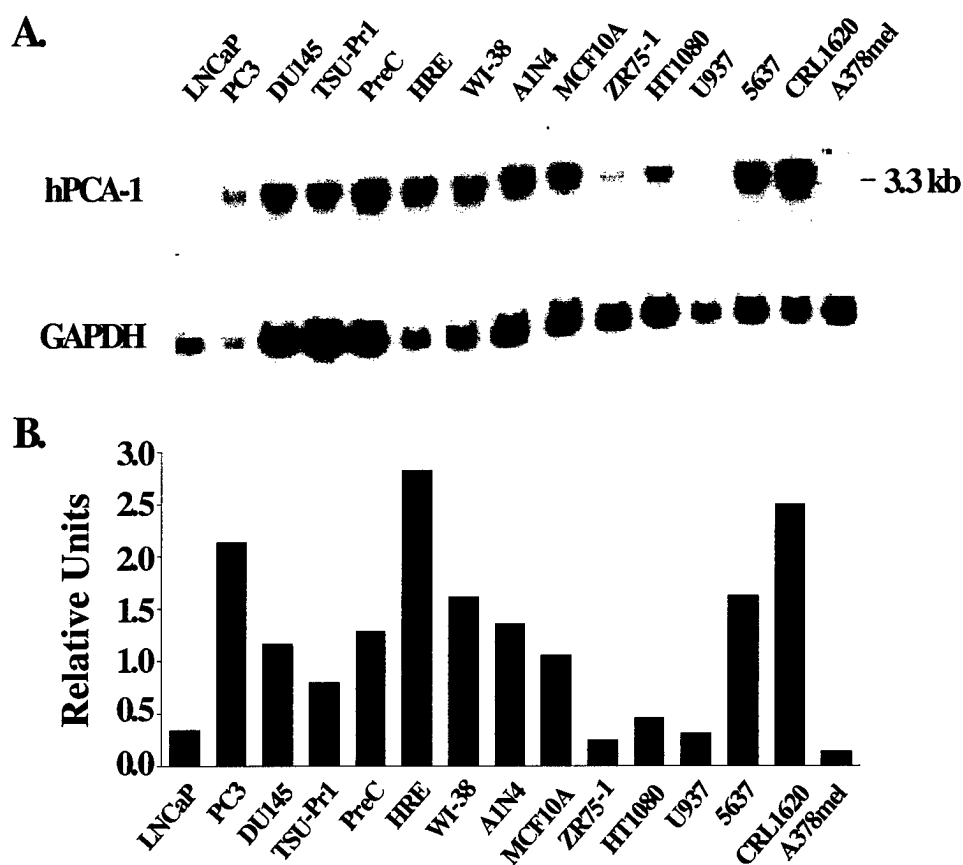 A.
LNCaP
PC3
DU145
TSU-Pr1
PreC
HRE
WI-38
A1N4
MCF10A
ZR75-1
HT1080
U937
5637
CRL1620
A378mel
hPCA-1
– 3.3 kb
GAPDH
B.
Relative Units
3.0
2.5
2.0
1.5
1.0
0.5
0.0
LNCaP
PC3
DU145
TSU-Pr1
PreC
HRE
WI-38
A1N4
MCF10A
ZR75-1
HT1080
U937
5637
CRL1620
A378mel